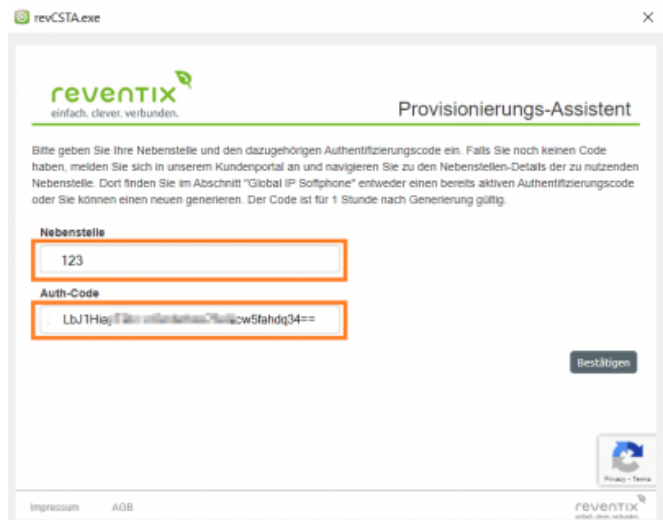 revCSTA.exe
reventix
einfach. clever. verbunden.
Provisionierungs-Assistent
Bitte geben Sie Ihre Nebenstelle und den dazugehörigen Authentifizierungscode ein. Falls Sie noch keinen Code
haben, melden Sie sich in unserem Kundenportal an und navigieren Sie zu den Nebenstellen-Details der zu nutzenden
Nebenstelle. Dort finden Sie im Abschnitt "Global IP Softphone" entweder einen bereits aktiven Authentifizierungscode
oder Sie können einen neuen generieren. Der Code ist für 1 Stunde nach Generierung gültig.
Nebenstelle
123
Auth-Code
Bestätigen
Privacy - Terms
Impressum AGB
reventix
einfach. clever. verbunden.